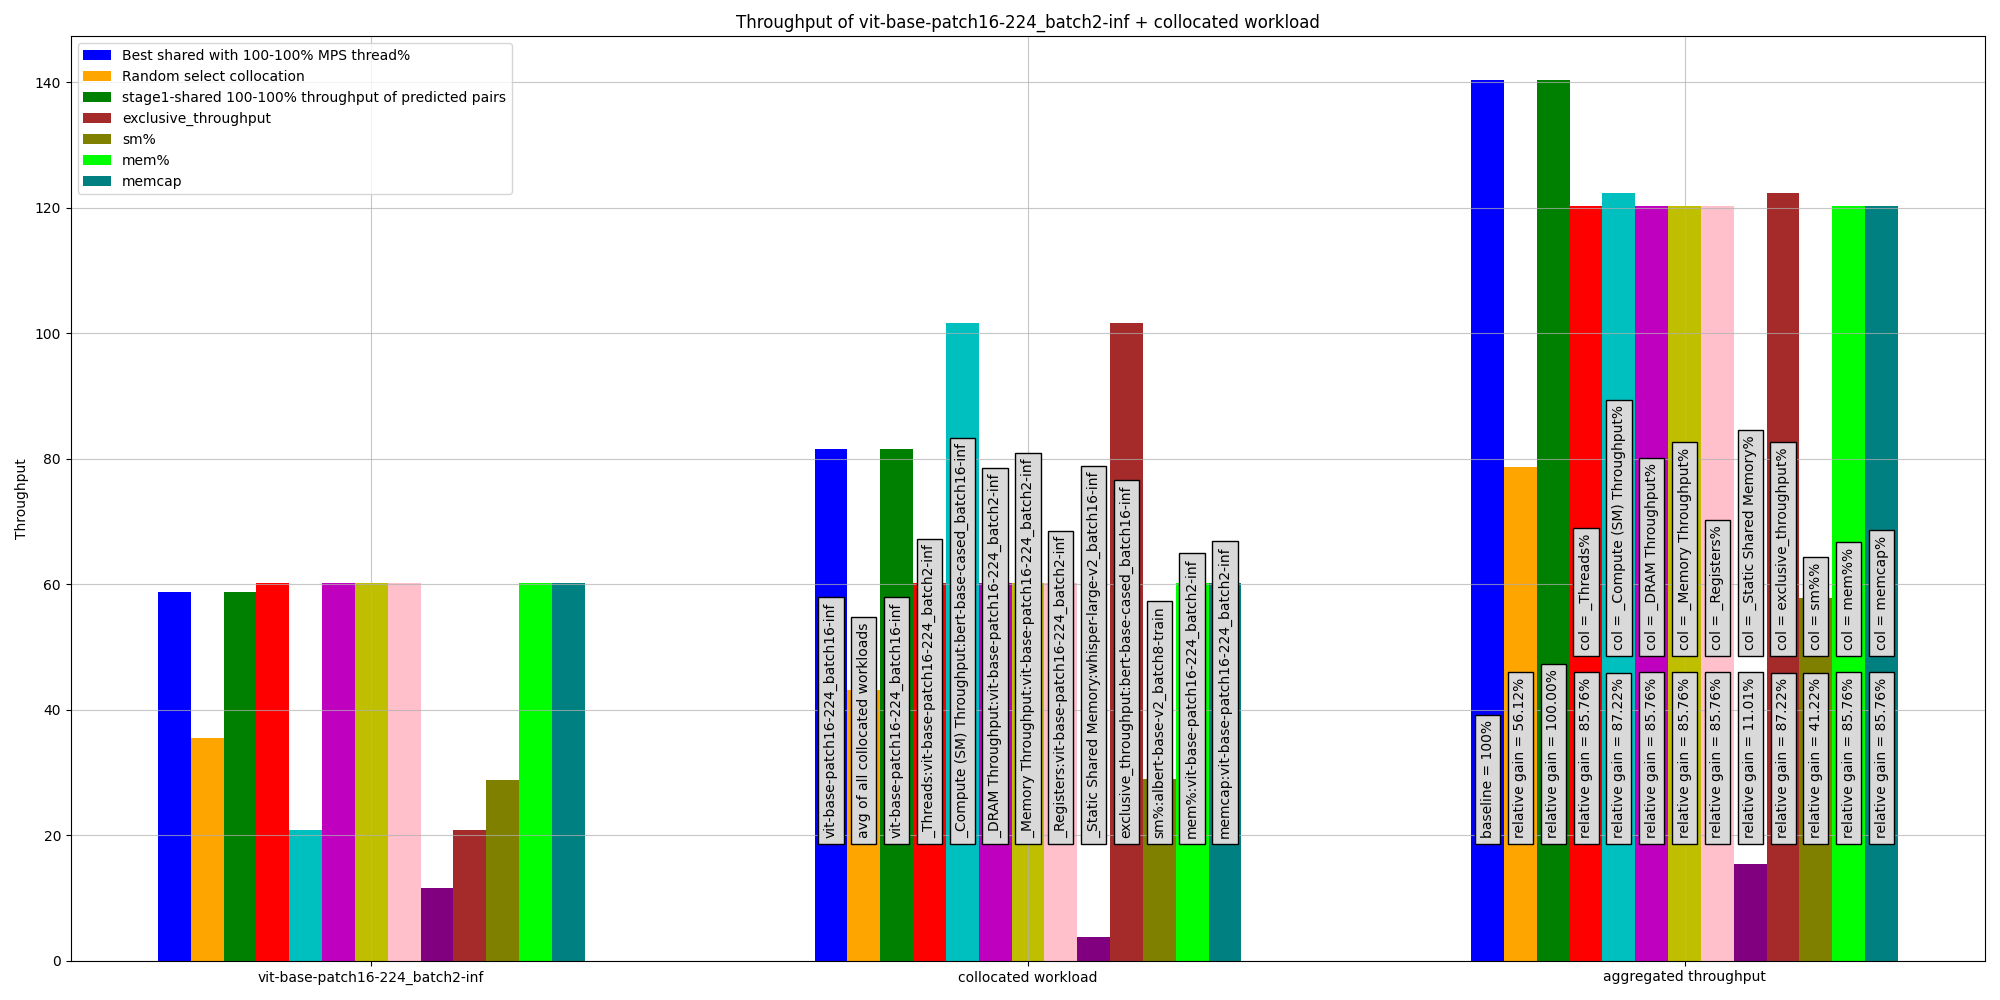 Throughput of vit-base-patch16-224_batch2-inf + collocated workload
Best shared with 100-100% MPS thread%
Random select collocation
stage1-shared 100-100% throughput of predicted pairs
exclusive_throughput
sm%
mem%
memcap
Throughput
140
120
100
80
60
40
20
0
vit-base-patch16-224_batch16-inf
avg of all collocated workloads
vit-base-patch16-224_batch16-inf
_Threads:vit-base-patch16-224_batch2-inf
_Compute (SM) Throughput:bert-base-cased_batch16-inf
_DRAM Throughput:vit-base-patch16-224_batch2-inf
_Memory Throughput:vit-base-patch16-224_batch2-inf
_Registers:vit-base-patch16-224_batch2-inf
_Static Shared Memory:whisper-large-v2_batch16-inf
exclusive_throughput:bert-base-cased_batch16-inf
sm%:albert-base-v2_batch8-train
mem%:vit-base-patch16-224_batch2-inf
memcap:vit-base-patch16-224_batch2-inf
col = _Threads%
col = _Compute (SM) Throughput%
col = _DRAM Throughput%
col = _Memory Throughput%
col = _Registers%
col = _Static Shared Memory%
col = exclusive_throughput%
col = sm%%
col = mem%%
col = memcap%
baseline = 100%
relative gain = 56.12%
relative gain = 100.00%
relative gain = 85.76%
relative gain = 87.22%
relative gain = 85.76%
relative gain = 85.76%
relative gain = 85.76%
relative gain = 11.01%
relative gain = 87.22%
relative gain = 41.22%
relative gain = 85.76%
relative gain = 85.76%
vit-base-patch16-224_batch2-inf
collocated workload
aggregated throughput